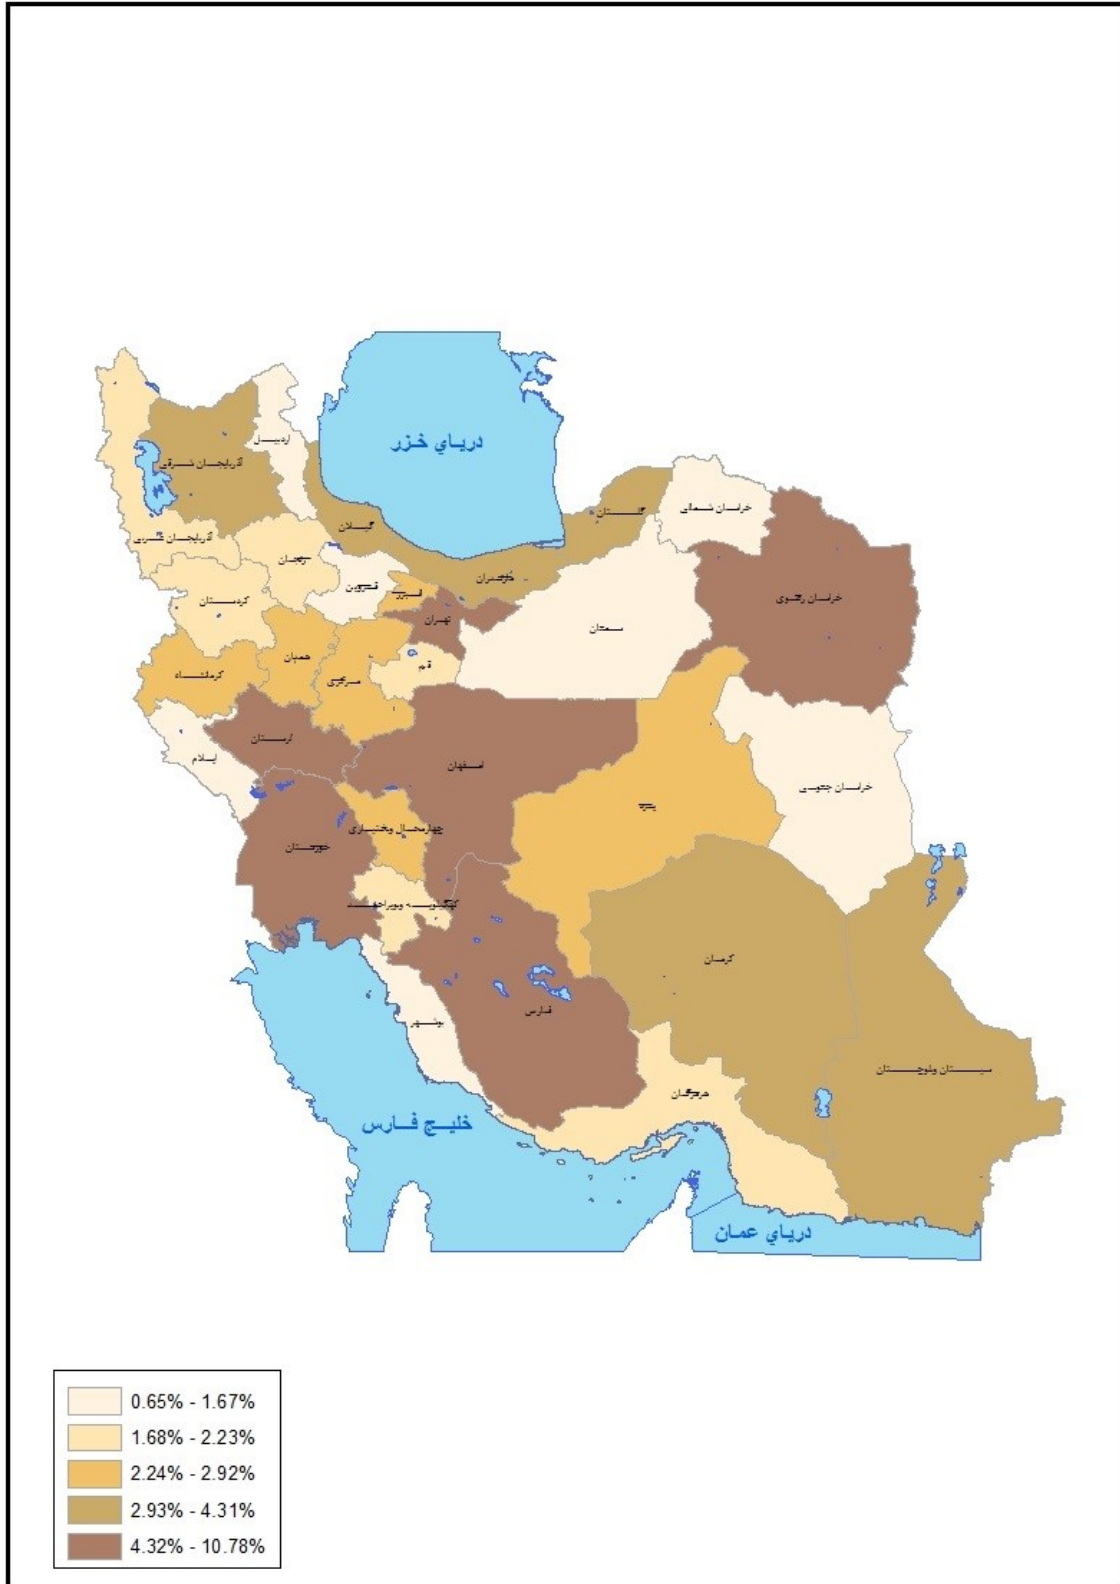 دریاي خزر
اردبیل
آذربایجان شرقی
خراسان شمالی
گلستان
گیلان
آذربایجان غربی
زنجان
مازندران
قزوین
البرز
خراسان رضوی
کردستان
تهران
سمنان
همدان
قم
کرمانشاه
مرکزی
لرستان
ایلام
اصفهان
خراسان جنوبی
یزد
چهارمحال وبختیاری
خوزستان
کهگیلویه وبویراحمد
کرمان
فارس
بوشهر
سیستان وبلوچستان
هرمزگان
خلیج فارس
دریاي عمان
0.65% - 1.67%
1.68% - 2.23%
2.24% - 2.92%
2.93% - 4.31%
4.32% - 10.78%